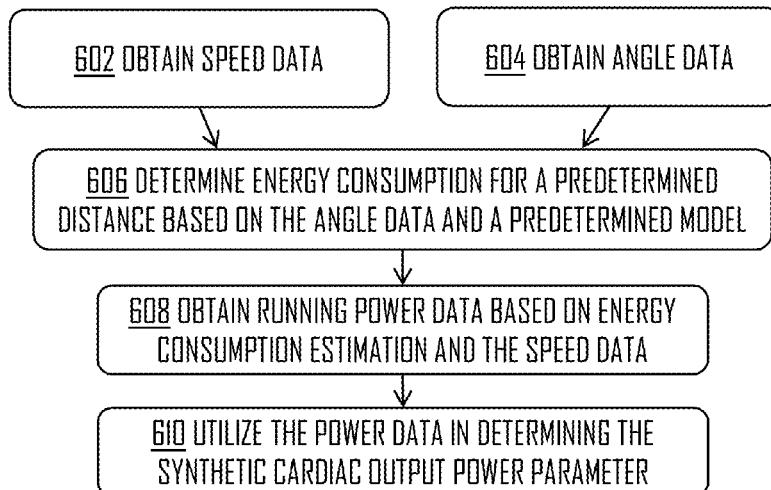 602 OBTAIN SPEED DATA
604 OBTAIN ANGLE DATA
606 DETERMINE ENERGY CONSUMPTION FOR A PREDETERMINED
DISTANCE BASED ON THE ANGLE DATA AND A PREDETERMINED MODEL
608 OBTAIN RUNNING POWER DATA BASED ON ENERGY
CONSUMPTION ESTIMATION AND THE SPEED DATA
610 UTILIZE THE POWER DATA IN DETERMINING THE
SYNTHETIC CARDIAC OUTPUT POWER PARAMETER